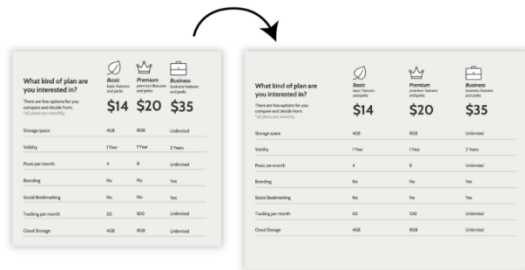 Basic Premium Business
What kind of plan are basic features premium features business features
you interested in? and perks and perks and perks
There are few options for you
compare and decide from. $14 $20 $35
*all plans are monthly.
Storage space 4GB 8GB Unlimited
Validity 1 Year 1 Year 2 Years
Posts per month 4 8 Unlimited
Branding No No Yes
Social Bookmarking No No Yes
Tracking per month 50 100 Unlimited
Cloud Storage 4GB 8GB Unlimited
Basic Premium Business
What kind of plan are basic features premium features business features
you interested in? and perks and perks and perks
There are few options for you
compare and decide from. $14 $20 $35
*all plans are monthly.
Storage space 4GB 8GB Unlimited
Validity 1 Year 1 Year 2 Years
Posts per month 4 8 Unlimited
Branding No No Yes
Social Bookmarking No No Yes
Tracking per month 50 100 Unlimited
Cloud Storage 4GB 8GB Unlimited